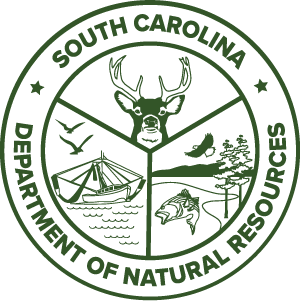 SOUTH CAROLINA
DEPARTMENT OF NATURAL RESOURCES